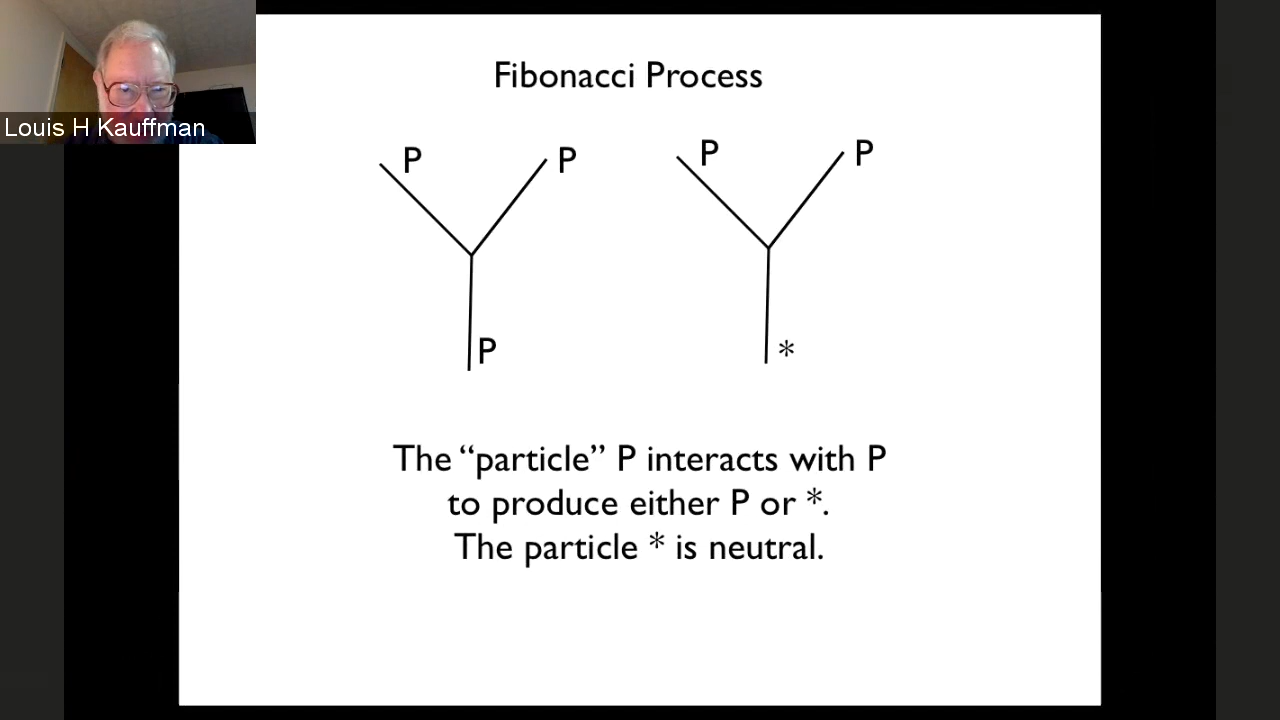 Louis H Kauffman
Fibonacci Process
P P P P
P *
The “particle” P interacts with P
to produce either P or *.
The particle * is neutral.